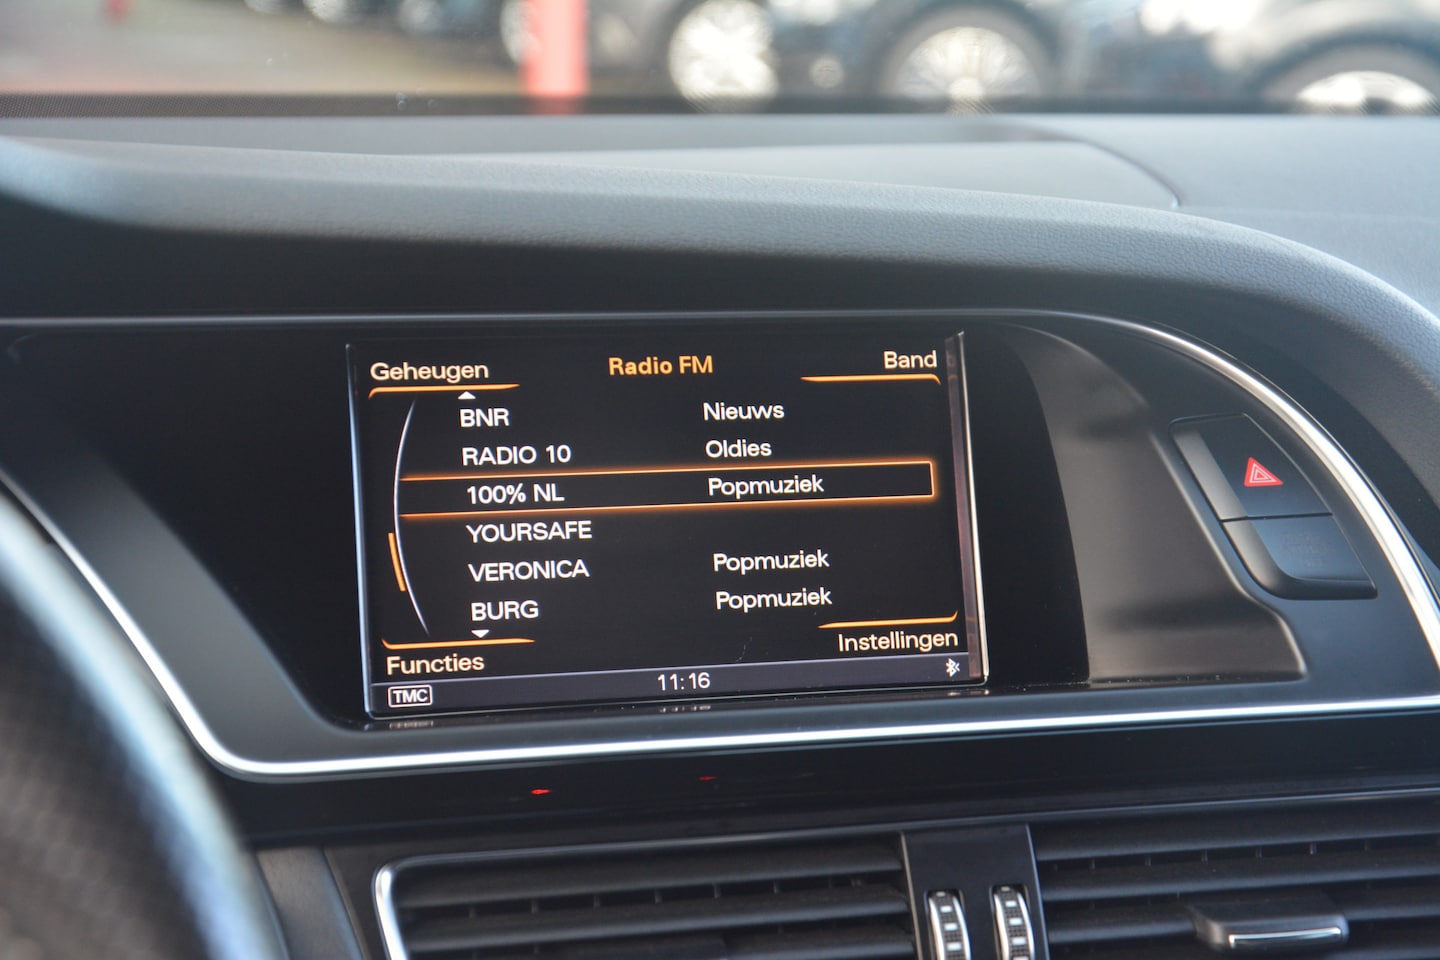 Geheugen Radio FM Band
BNR Nieuws
RADIO 10 Oldies
100% NL Popmuziek
YOURSAFE
VERONICA Popmuziek
BURG Popmuziek
Functies Instellingen
TMC 11:16